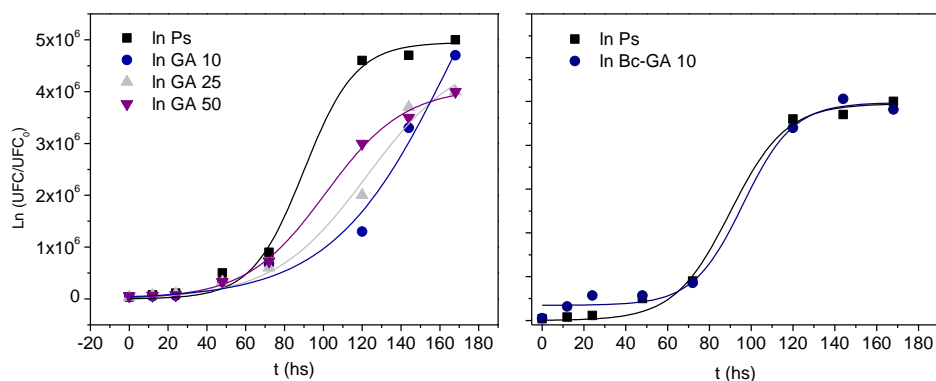 ln Ps
ln GA 10
ln GA 25
ln GA 50
5x10⁶
4x10⁶
3x10⁶
2x10⁶
1x10⁶
0
Ln (UFC/UFC₀)
-20 0 20 40 60 80 100 120 140 160 180
t (hs)
ln Ps
ln Bc-GA 10
0 20 40 60 80 100 120 140 160 180
t (hs)